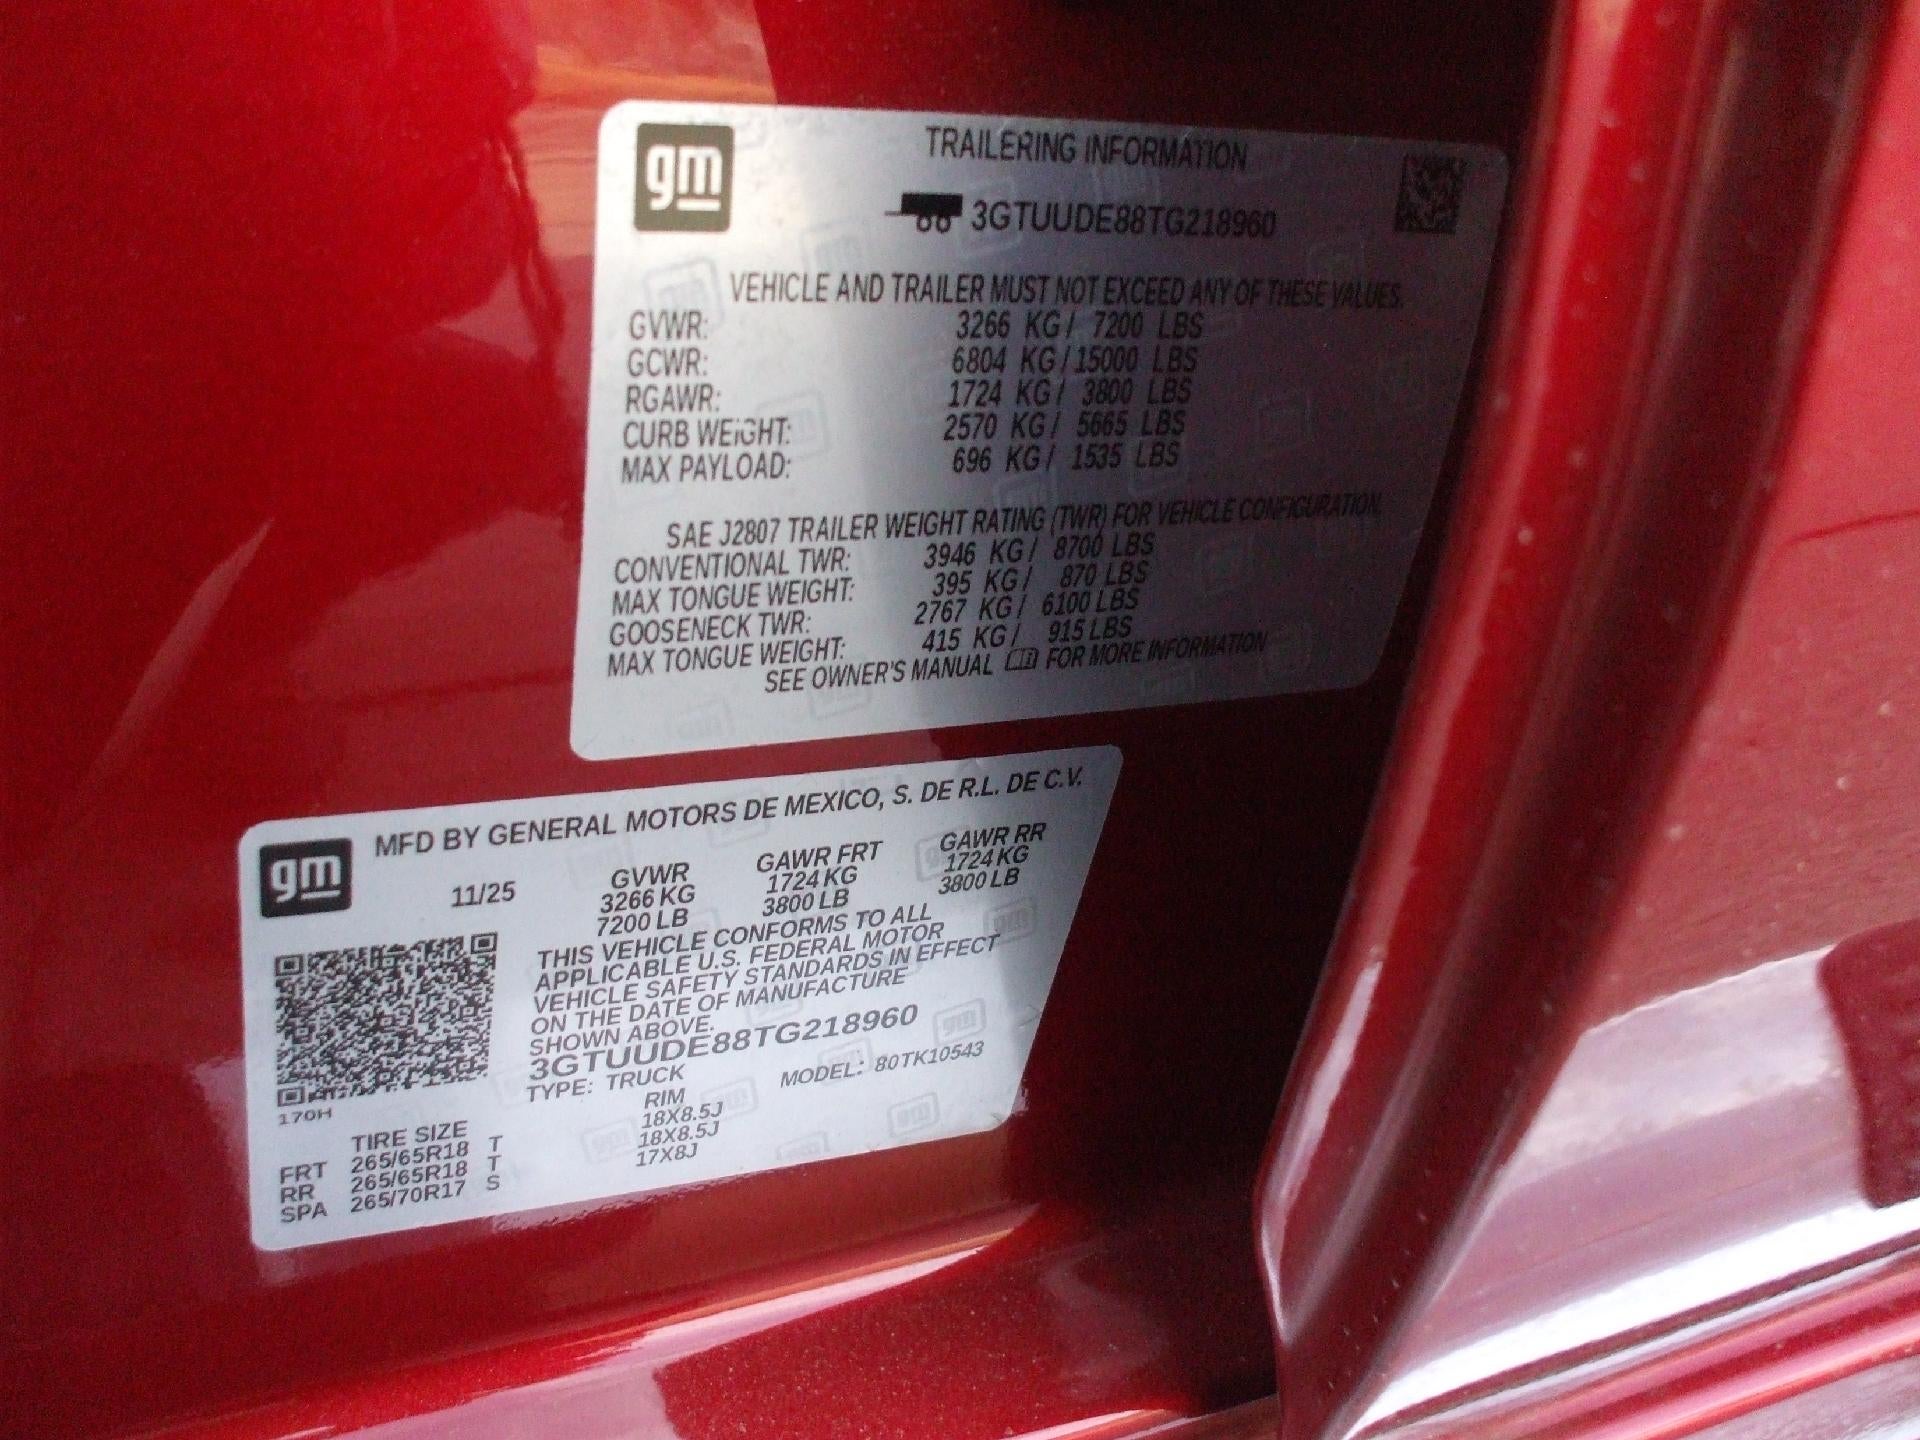 gm
TRAILERING INFORMATION
3GTUUDE88TG218960
VEHICLE AND TRAILER MUST NOT EXCEED ANY OF THESE VALUES.
GVWR: 3266 KG / 7200 LBS
GCWR: 6804 KG / 15000 LBS
RGAWR: 1724 KG / 3800 LBS
CURB WEIGHT: 2570 KG / 5665 LBS
MAX PAYLOAD: 696 KG / 1535 LBS
SAE J2807 TRAILER WEIGHT RATING (TWR) FOR VEHICLE CONFIGURATION.
CONVENTIONAL TWR: 3946 KG / 8700 LBS
MAX TONGUE WEIGHT: 395 KG / 870 LBS
GOOSENECK TWR: 2767 KG / 6100 LBS
MAX TONGUE WEIGHT: 415 KG / 915 LBS
SEE OWNER'S MANUAL FOR MORE INFORMATION
gm
MFD BY GENERAL MOTORS DE MEXICO, S. DE R.L. DE C.V.
11/25 GVWR GAWR FRT GAWR RR
3266 KG 1724 KG 1724 KG
7200 LB 3800 LB 3800 LB
THIS VEHICLE CONFORMS TO ALL
APPLICABLE U.S. FEDERAL MOTOR
VEHICLE SAFETY STANDARDS IN EFFECT
ON THE DATE OF MANUFACTURE
SHOWN ABOVE.
3GTUUDE88TG218960
TYPE: TRUCK MODEL: 80TK10543
170H
TIRE SIZE RIM
FRT 265/65R18 T 18X8.5J
RR 265/65R18 T 18X8.5J
SPA 265/70R17 S 17X8J